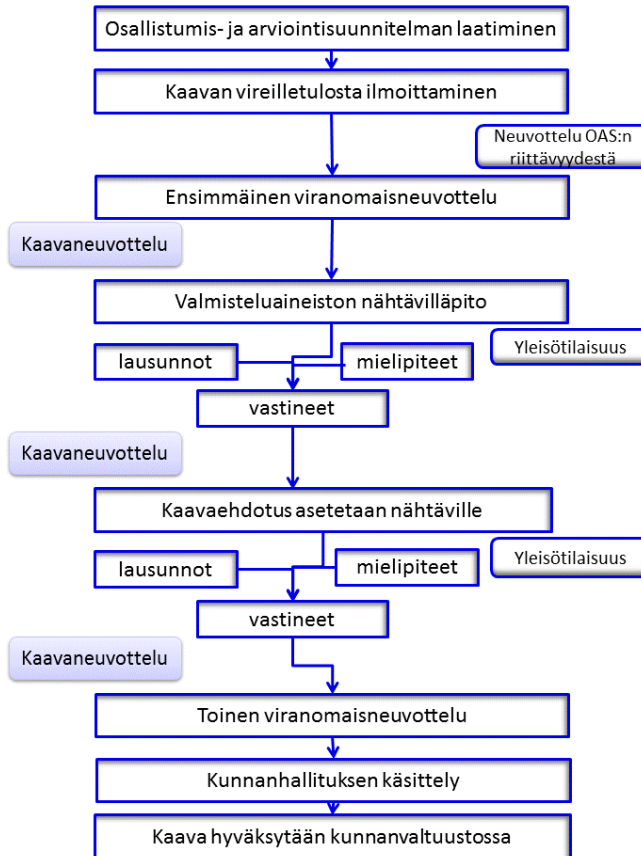 Osallistumis- ja arviointisuunnitelman laatiminen
Kaavan vireilletulosta ilmoittaminen
Neuvottelu OAS:n
riittävyydestä
Ensimmäinen viranomaisneuvottelu
Kaavaneuvottelu
Valmisteluaineiston nähtävilläpito
Yleisötilaisuus
lausunnot
mielipiteet
vastineet
Kaavaneuvottelu
Kaavaehdotus asetetaan nähtäville
Yleisötilaisuus
lausunnot
mielipiteet
vastineet
Kaavaneuvottelu
Toinen viranomaisneuvottelu
Kunnanhallituksen käsittely
Kaava hyväksytään kunnanvaltuustossa